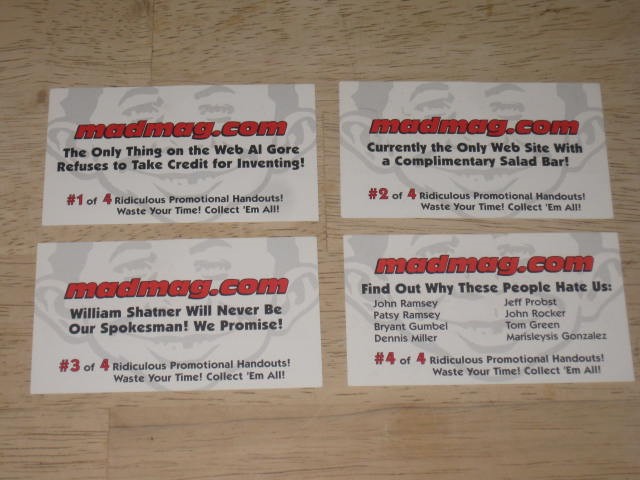 madmag.com
The Only Thing on the Web Al Gore
Refuses to Take Credit for Inventing!
#1 of 4 Ridiculous Promotional Handouts!
Waste Your Time! Collect 'Em All!
madmag.com
Currently the Only Web Site With
a Complimentary Salad Bar!
#2 of 4 Ridiculous Promotional Handouts!
Waste Your Time! Collect 'Em All!
madmag.com
William Shatner Will Never Be
Our Spokesman! We Promise!
#3 of 4 Ridiculous Promotional Handouts!
Waste Your Time! Collect 'Em All!
madmag.com
Find Out Why These People Hate Us:
John Ramsey
Patsy Ramsey
Bryant Gumbel
Dennis Miller
Jeff Probst
John Rocker
Tom Green
Marisleysis Gonzalez
#4 of 4 Ridiculous Promotional Handouts!
Waste Your Time! Collect 'Em All!